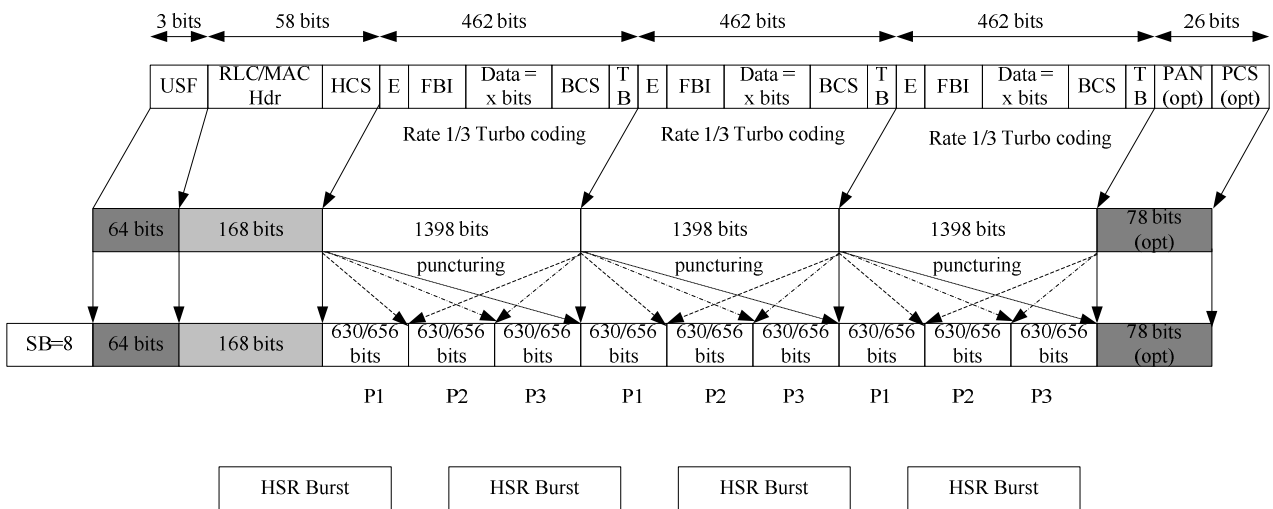 3 bits 58 bits 462 bits 462 bits 462 bits 26 bits
USF RLC/MAC Hdr HCS E FBI Data = x bits BCS T B E FBI Data = x bits BCS T B E FBI Data = x bits BCS T B PAN (opt) PCS (opt)
Rate 1/3 Turbo coding Rate 1/3 Turbo coding Rate 1/3 Turbo coding
64 bits 168 bits 1398 bits 1398 bits 1398 bits 78 bits (opt)
puncturing puncturing puncturing
SB=8 64 bits 168 bits 630/656 bits 630/656 bits 630/656 bits 630/656 bits 630/656 bits 630/656 bits 630/656 bits 630/656 bits 630/656 bits 78 bits (opt)
P1 P2 P3 P1 P2 P3 P1 P2 P3
HSR Burst HSR Burst HSR Burst HSR Burst